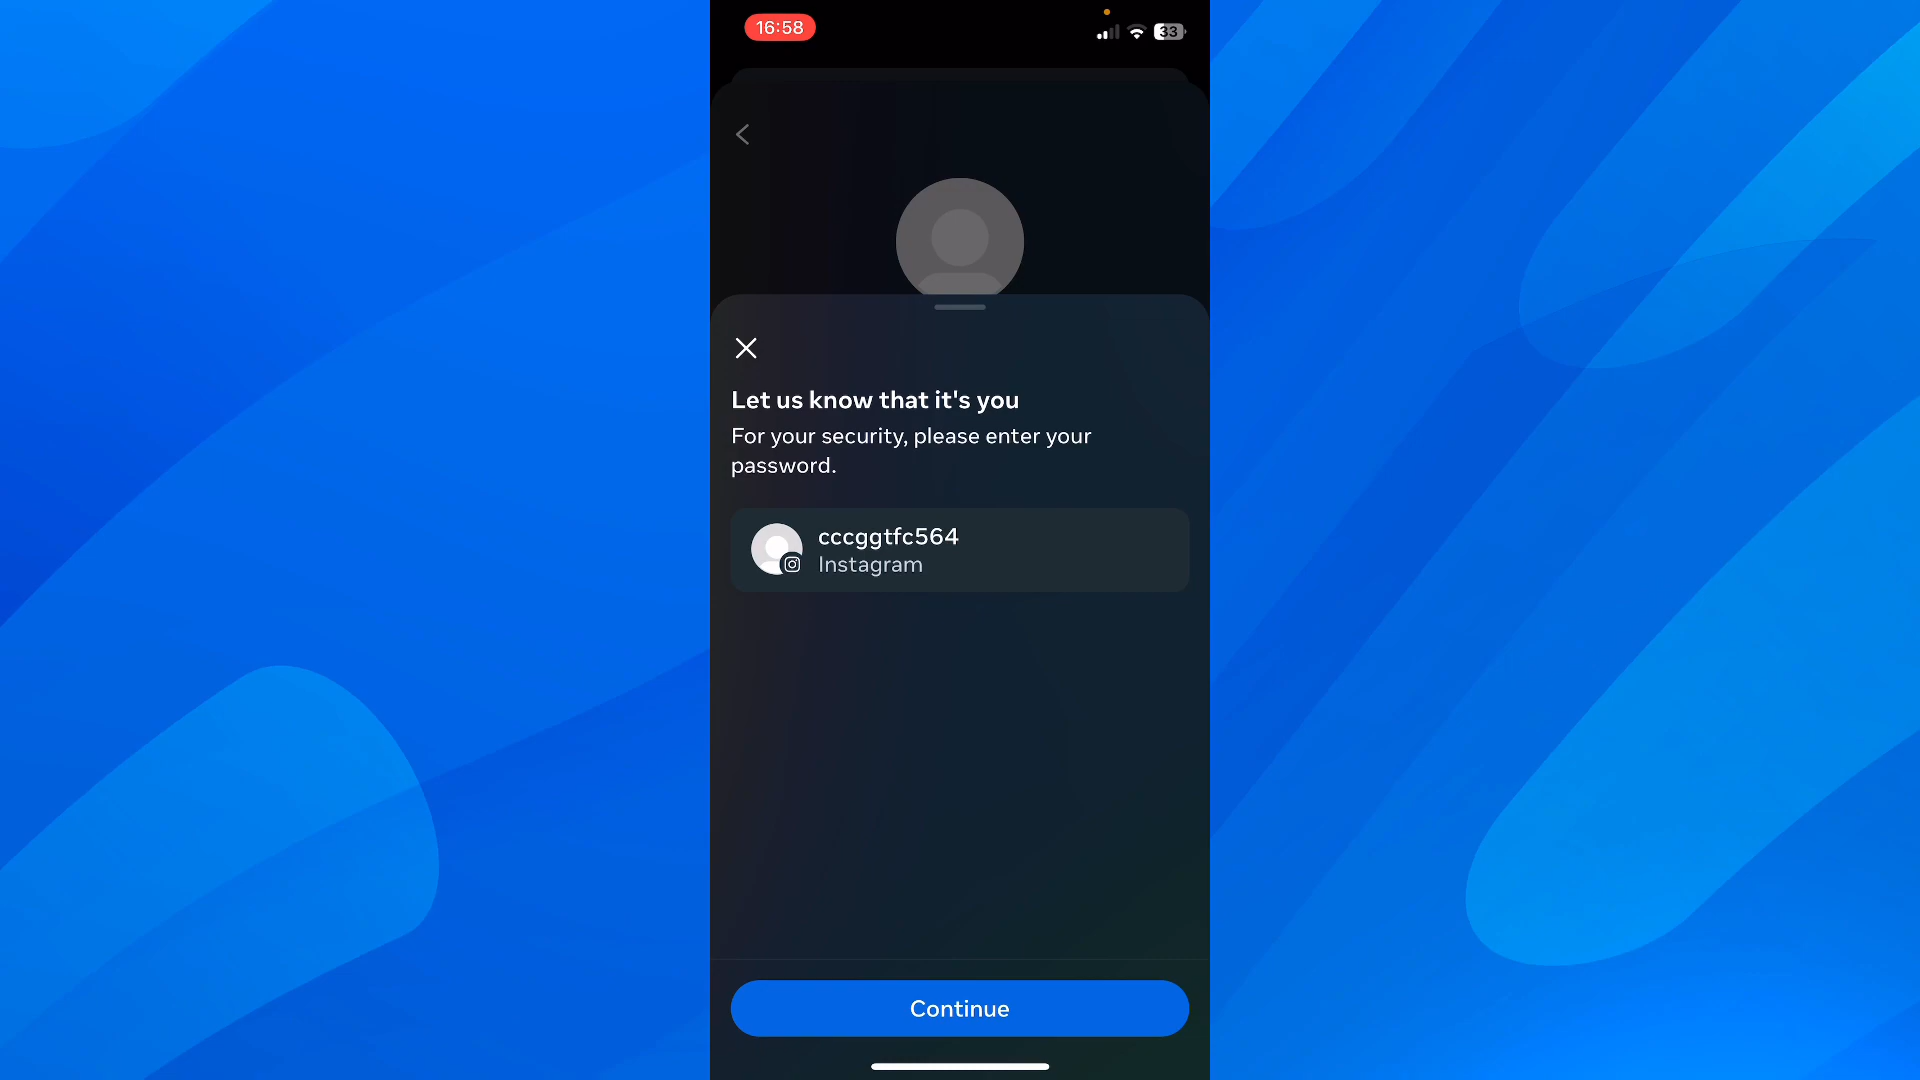 16:58
33
Let us know that it's you
For your security, please enter your
password.
cccggtfc564
Instagram
Continue